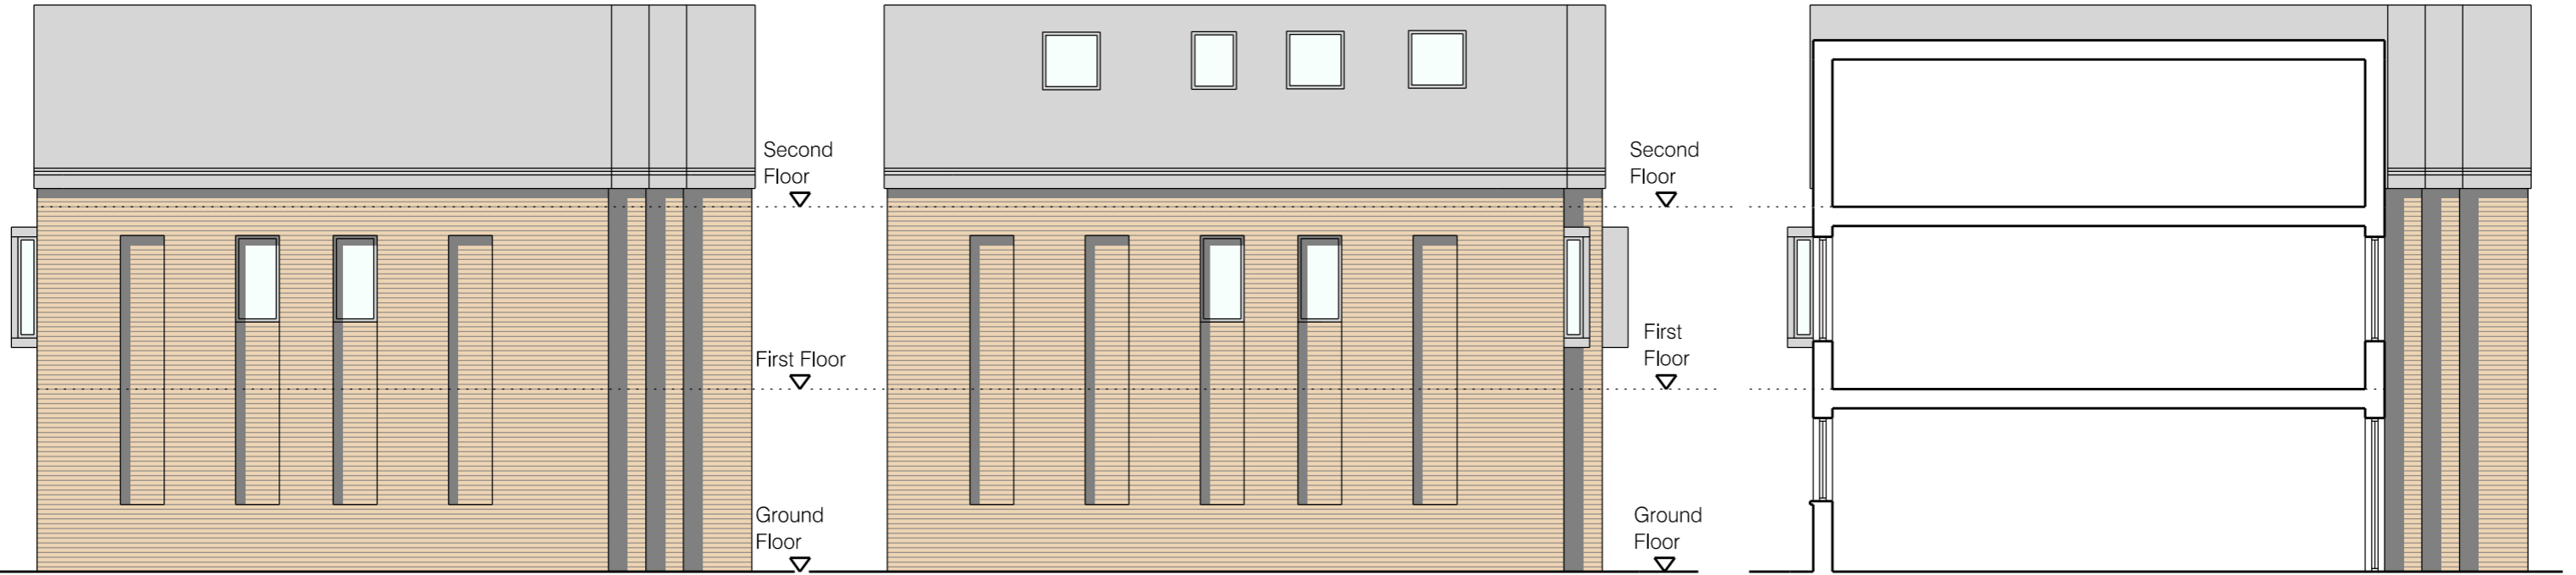 Second
Floor
First Floor
Ground
Floor
Second
Floor
First
Floor
Ground
Floor